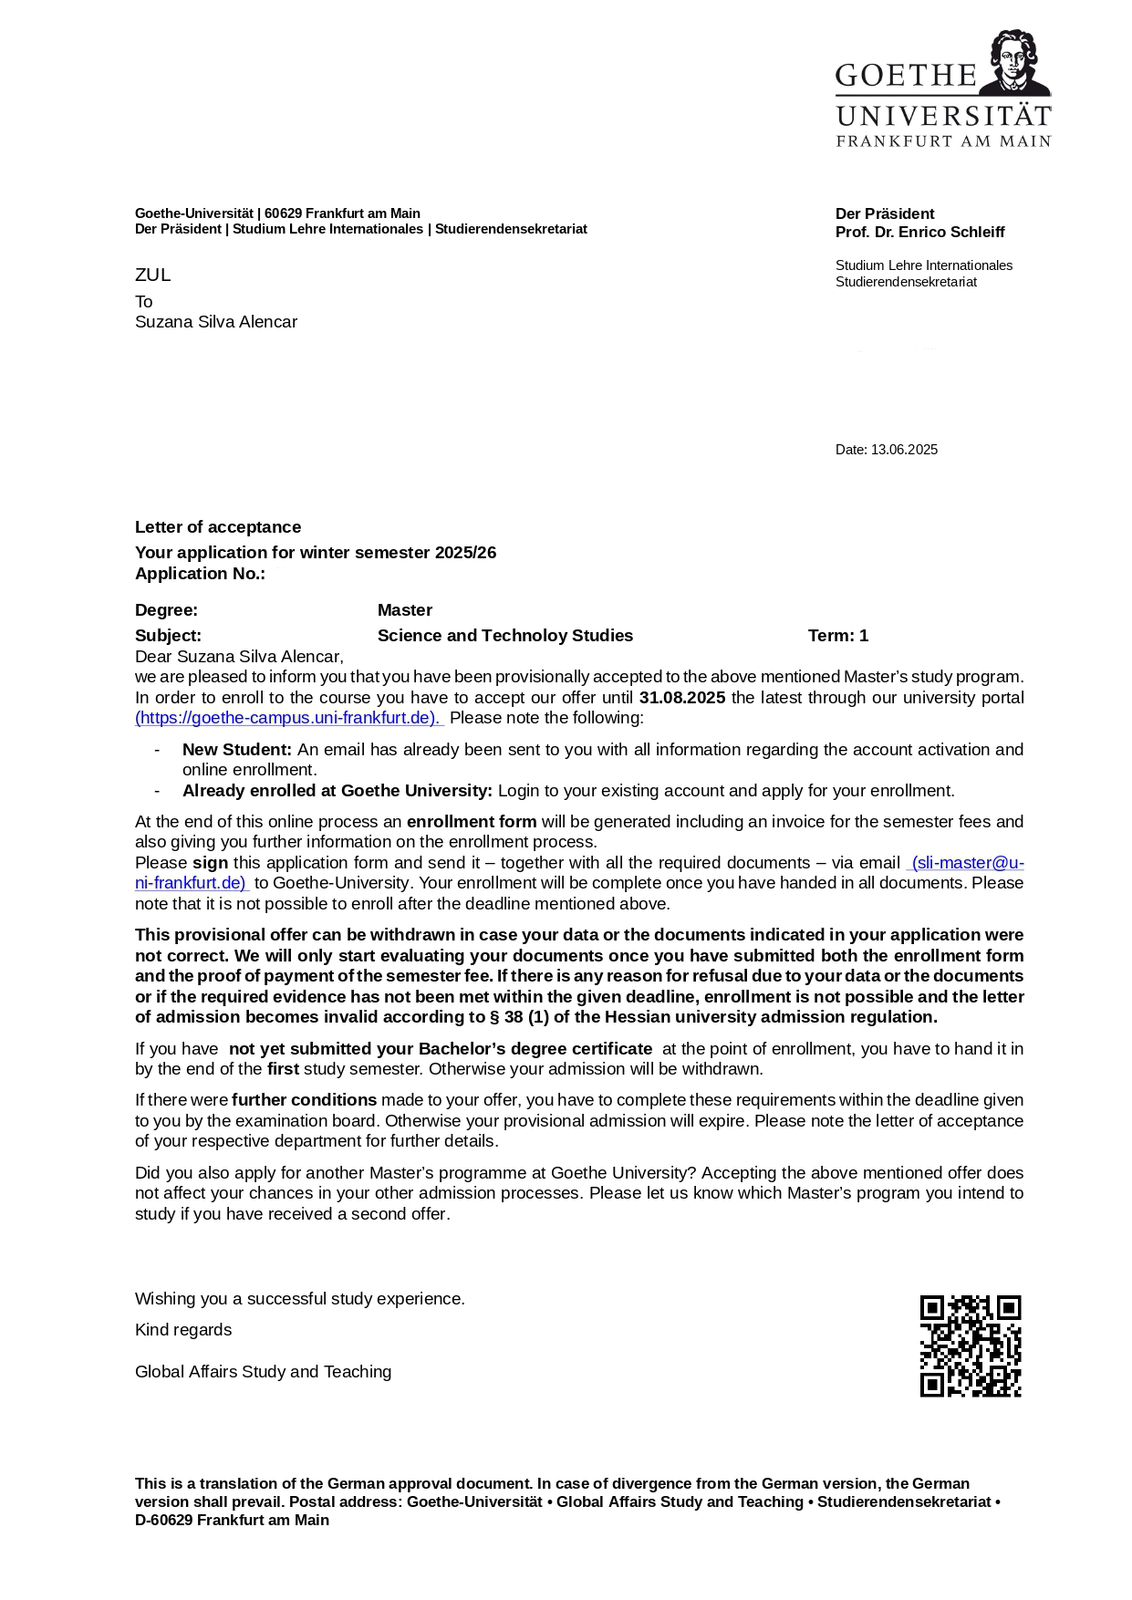 GOETHE
UNIVERSITÄT
FRANKFURT AM MAIN
Goethe-Universität | 60629 Frankfurt am Main
Der Präsident | Studium Lehre Internationales | Studierendensekretariat
Der Präsident
Prof. Dr. Enrico Schleiff
Studium Lehre Internationales
Studierendensekretariat
ZUL
To
Suzana Silva Alencar
Date: 13.06.2025
Letter of acceptance
Your application for winter semester 2025/26
Application No.:
Degree: Master
Subject: Science and Technoloy Studies Term: 1
Dear Suzana Silva Alencar,
we are pleased to inform you that you have been provisionally accepted to the above mentioned Master's study program.
In order to enroll to the course you have to accept our offer until 31.08.2025 the latest through our university portal
(https://goethe-campus.uni-frankfurt.de). Please note the following:
- New Student: An email has already been sent to you with all information regarding the account activation and
online enrollment.
- Already enrolled at Goethe University: Login to your existing account and apply for your enrollment.
At the end of this online process an enrollment form will be generated including an invoice for the semester fees and
also giving you further information on the enrollment process.
Please sign this application form and send it – together with all the required documents – via email (sli-master@u-
ni-frankfurt.de) to Goethe-University. Your enrollment will be complete once you have handed in all documents. Please
note that it is not possible to enroll after the deadline mentioned above.
This provisional offer can be withdrawn in case your data or the documents indicated in your application were
not correct. We will only start evaluating your documents once you have submitted both the enrollment form
and the proof of payment of the semester fee. If there is any reason for refusal due to your data or the documents
or if the required evidence has not been met within the given deadline, enrollment is not possible and the letter
of admission becomes invalid according to § 38 (1) of the Hessian university admission regulation.
If you have not yet submitted your Bachelor's degree certificate at the point of enrollment, you have to hand it in
by the end of the first study semester. Otherwise your admission will be withdrawn.
If there were further conditions made to your offer, you have to complete these requirements within the deadline given
to you by the examination board. Otherwise your provisional admission will expire. Please note the letter of acceptance
of your respective department for further details.
Did you also apply for another Master's programme at Goethe University? Accepting the above mentioned offer does
not affect your chances in your other admission processes. Please let us know which Master's program you intend to
study if you have received a second offer.
Wishing you a successful study experience.
Kind regards
Global Affairs Study and Teaching
This is a translation of the German approval document. In case of divergence from the German version, the German
version shall prevail. Postal address: Goethe-Universität • Global Affairs Study and Teaching • Studierendensekretariat •
D-60629 Frankfurt am Main